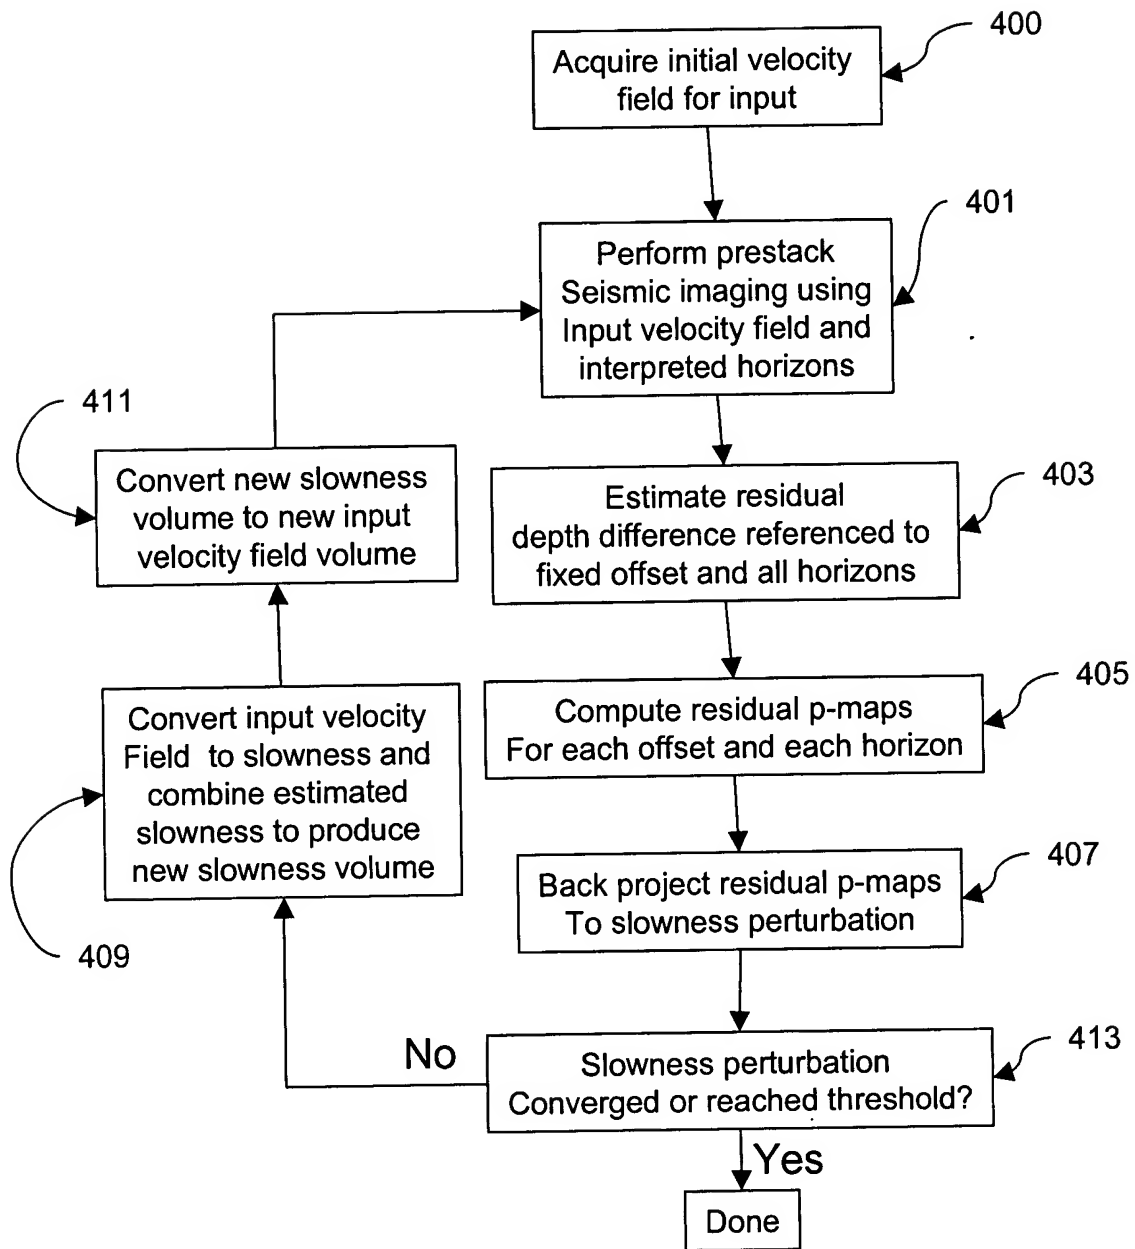 400
Acquire initial velocity
field for input
401
Perform prestack
Seismic imaging using
Input velocity field and
interpreted horizons
411
Convert new slowness
volume to new input
velocity field volume
403
Estimate residual
depth difference referenced to
fixed offset and all horizons
405
Compute residual p-maps
For each offset and each horizon
Convert input velocity
Field to slowness and
combine estimated
slowness to produce
new slowness volume
409
407
Back project residual p-maps
To slowness perturbation
413
Slowness perturbation
Converged or reached threshold?
No
Yes
Done